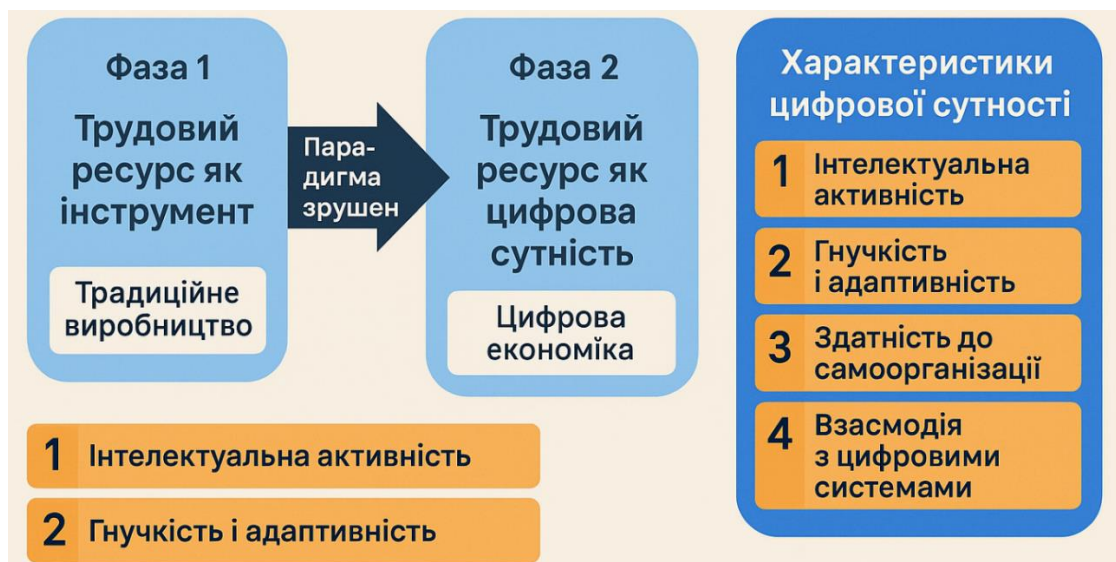 Фаза 1
Трудовий
ресурс як
інструмент
Традиційне
виробництво
Пара-
дигма
зрушен
Фаза 2
Трудовий
ресурс як
цифрова
сутність
Цифрова
економіка
Характеристики
цифрової сутності
1 Інтелектуальна
активність
2 Гнучкість
і адаптивність
3 Здатність до
самоорганізації
4 Взасмодія
з цифровими
системами
1 Інтелектуальна активність
2 Гнучкість і адаптивність